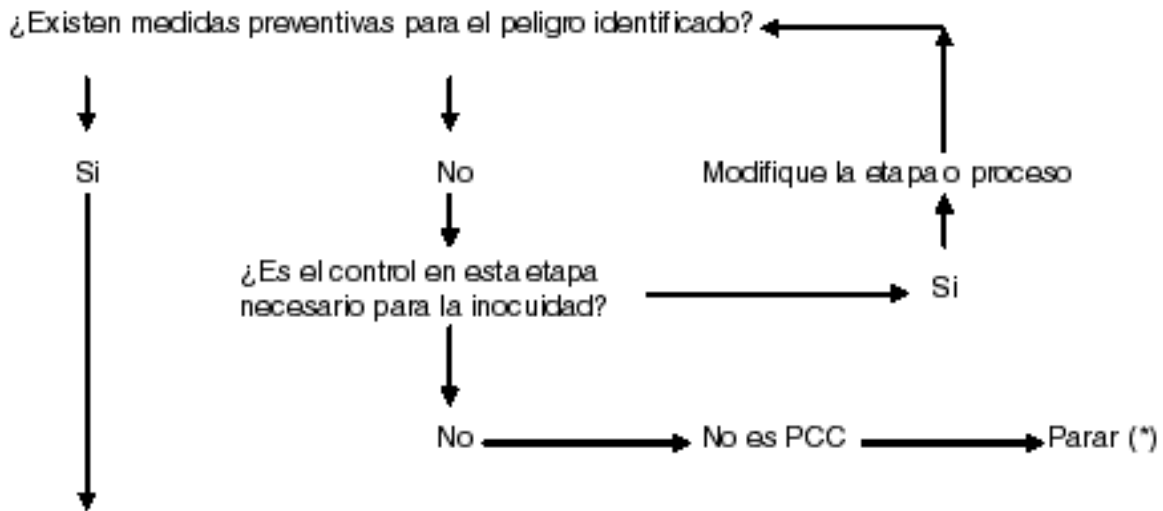 ¿Existen medidas preventivas para el peligro identificado?
Si
No
Modifique la etapa o proceso
¿Es el control en esta etapa
necesario para la inocuidad?
Si
No
No es PCC
Parar (*)